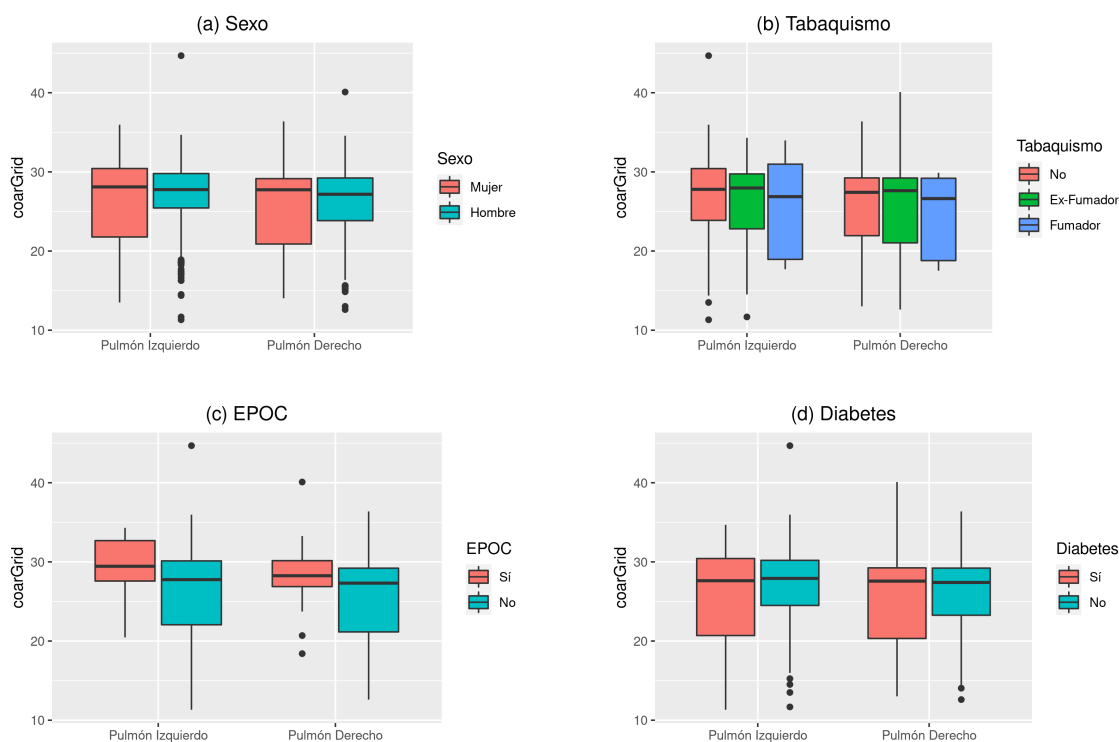 (a) Sexo
coarGrid
40
30
20
10
Pulmón Izquierdo
Pulmón Derecho
Sexo
Mujer
Hombre
(b) Tabaquismo
coarGrid
40
30
20
10
Pulmón Izquierdo
Pulmón Derecho
Tabaquismo
No
Ex-Fumador
Fumador
(c) EPOC
coarGrid
40
30
20
10
Pulmón Izquierdo
Pulmón Derecho
EPOC
Sí
No
(d) Diabetes
coarGrid
40
30
20
10
Pulmón Izquierdo
Pulmón Derecho
Diabetes
Sí
No